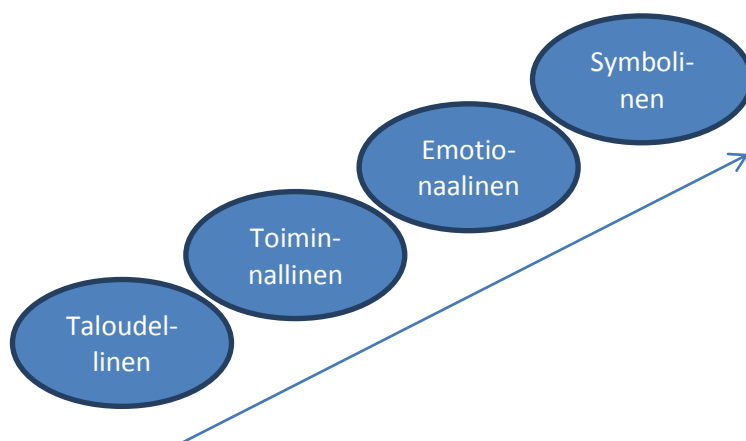 Symboli-
nen
Emotio-
naalinen
Toimin-
nallinen
Taloudel-
linen